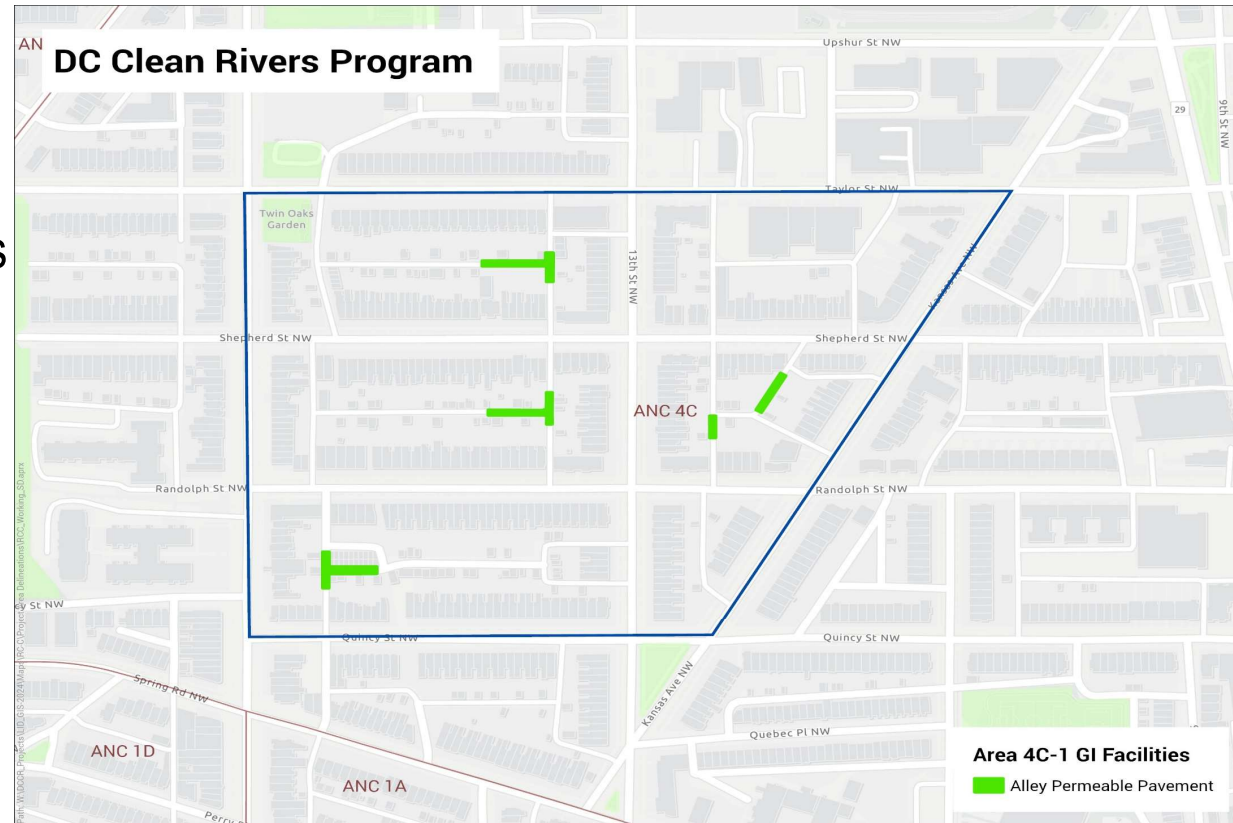 AN
DC Clean Rivers Program
Upshur St NW
29
9th St NW
S
Taylor St NW
Twin Oaks
Garden
13th St NW
Kansas Ave NW
Shepherd St NW
Shepherd St NW
ANC 4C
Randolph St NW
Randolph St NW
cy St NW
Quincy St NW
Quincy St NW
Spring Rd NW
Kansas Ave NW
Quebec Pl NW
ANC 1D
ANC 1A
Perry
Area 4C-1 GI Facilities
Alley Permeable Pavement